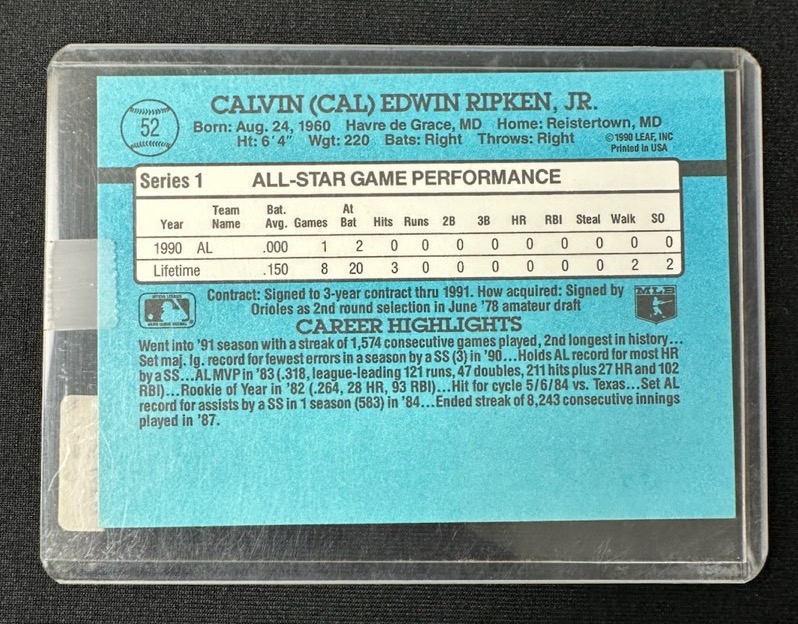 52
CALVIN (CAL) EDWIN RIPKEN, JR.
Born: Aug. 24, 1960 Havre de Grace, MD Home: Reistertown, MD
Ht: 6'4" Wgt: 220 Bats: Right Throws: Right
©1990 LEAF, INC
Printed in USA
Series 1 ALL-STAR GAME PERFORMANCE
Year Team Name Bat. Avg. Games At Bat Hits Runs 2B 3B HR RBI Steal Walk SO
1990 AL .000 1 2 0 0 0 0 0 0 0 0 0
Lifetime .150 8 20 3 0 0 0 0 0 0 2 2
Contract: Signed to 3-year contract thru 1991. How acquired: Signed by
Orioles as 2nd round selection in June '78 amateur draft
MLB
CAREER HIGHLIGHTS
Went into '91 season with a streak of 1,574 consecutive games played, 2nd longest in history...
Set maj. lg. record for fewest errors in a season by a SS (3) in '90...Holds AL record for most HR
by a SS...AL MVP in '83 (.318, league-leading 121 runs, 47 doubles, 211 hits plus 27 HR and 102
RBI)...Rookie of Year in '82 (.264, 28 HR, 93 RBI)...Hit for cycle 5/6/84 vs. Texas...Set AL
record for assists by a SS in 1 season (583) in '84...Ended streak of 8,243 consecutive innings
played in '87.